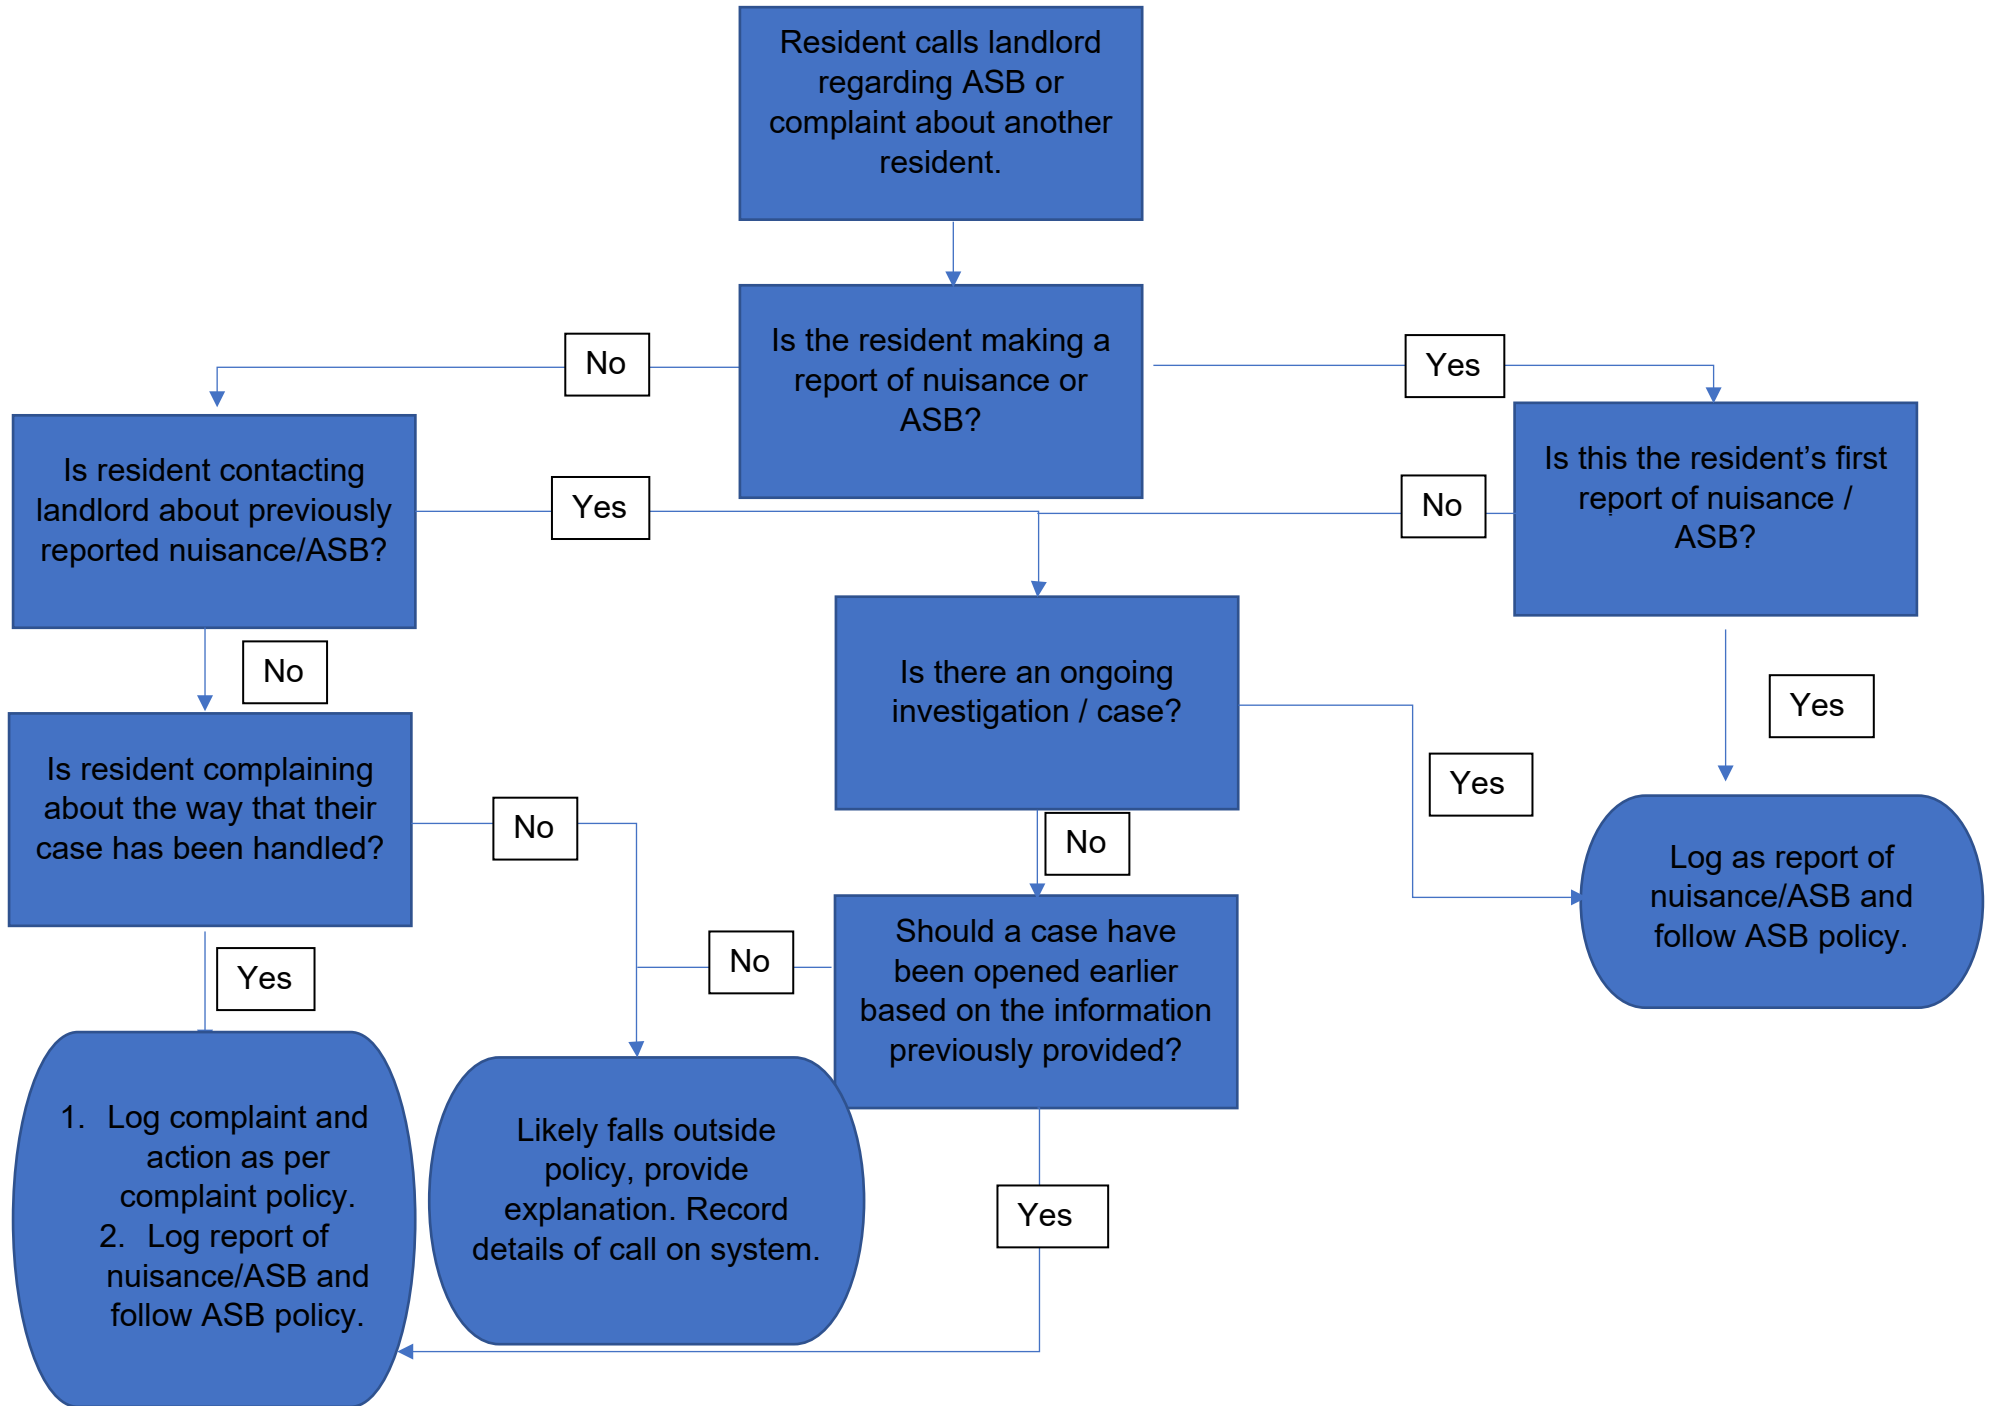 Resident calls landlord
regarding ASB or
complaint about another
resident.
Is the resident making a
report of nuisance or
ASB?
No
Yes
Is resident contacting
landlord about previously
reported nuisance/ASB?
Yes
No
Is this the resident’s first
report of nuisance /
ASB?
No
Is there an ongoing
investigation / case?
Yes
Yes
Is resident complaining
about the way that their
case has been handled?
No
No
Log as report of
nuisance/ASB and
follow ASB policy.
Should a case have
been opened earlier
based on the information
previously provided?
No
Yes
1. Log complaint and
action as per
complaint policy.
2. Log report of
nuisance/ASB and
follow ASB policy.
Likely falls outside
policy, provide
explanation. Record
details of call on system.
Yes